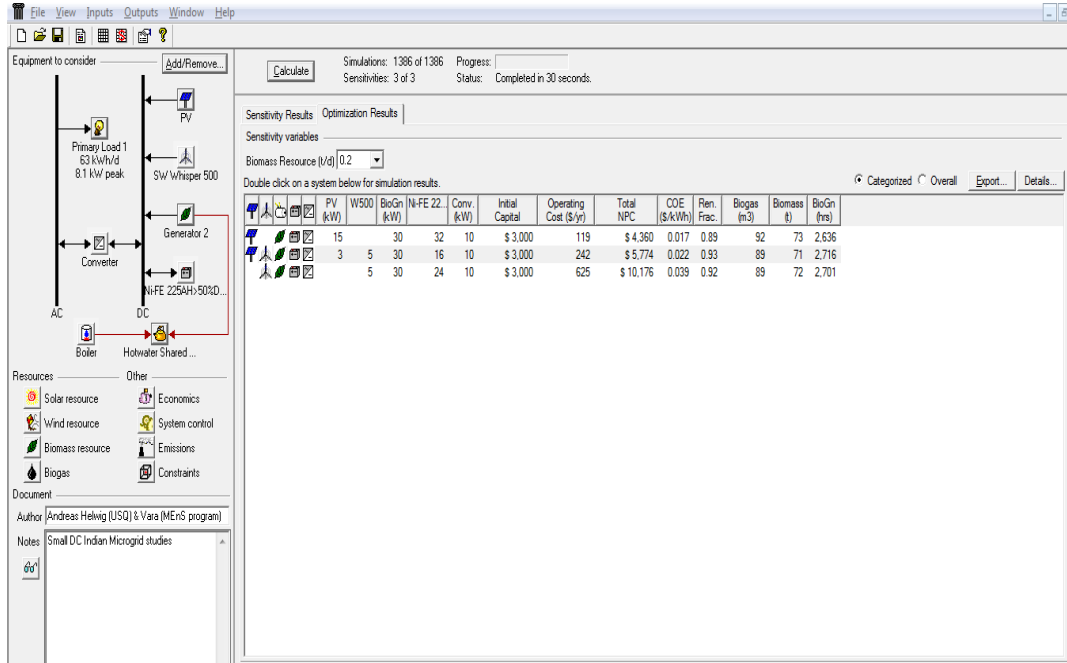 File View Inputs Outputs Window Help
Equipment to consider Add/Remove...
PV
Primary Load 1
63 kWh/d
8.1 kW peak
SW Whisper 500
Generator 2
Converter
Ni-FE 225AH>50%D...
AC DC
Boiler Hotwater Shared ...
Resources Other
Solar resource Economics
Wind resource System control
Biomass resource Emissions
Biogas Constraints
Document
Author Andreas Helwig (USQ) & Vara (MEnS program)
Notes Small DC Indian Microgrid studies
Calculate
Simulations: 1386 of 1386 Progress:
Sensitivities: 3 of 3 Status: Completed in 30 seconds.
Sensitivity Results Optimization Results
Sensitivity variables
Biomass Resource (t/d) 0.2
Double click on a system below for simulation results. Categorized Overall Export... Details...
PV (kW) W500 BioGn (kW) Ni-FE 22... Conv. (kW) Initial Capital Operating Cost ($/yr) Total NPC COE ($/kWh) Ren. Frac. Biogas (m3) Biomass (t) BioGn (hrs)
15 30 32 10 $ 3,000 119 $ 4,360 0.017 0.89 92 73 2,636
3 5 30 16 10 $ 3,000 242 $ 5,774 0.022 0.93 89 71 2,716
5 30 24 10 $ 3,000 625 $ 10,176 0.039 0.92 89 72 2,701